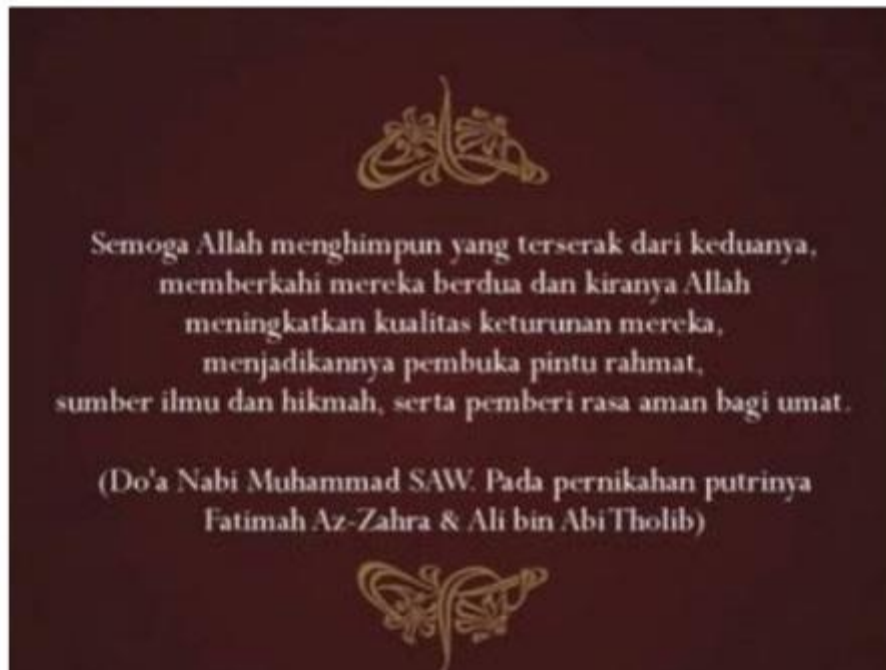 Semoga Allah menghimpun yang terserak dari keduanya,
memberkahi mereka berdua dan kiranya Allah
meningkatkan kualitas keturunan mereka,
menjadikannya pembuka pintu rahmat,
sumber ilmu dan hikmah, serta pemberi rasa aman bagi umat.
(Do'a Nabi Muhammad SAW. Pada pernikahan putrinya
Fatimah Az-Zahra & Ali bin Abi Tholib)